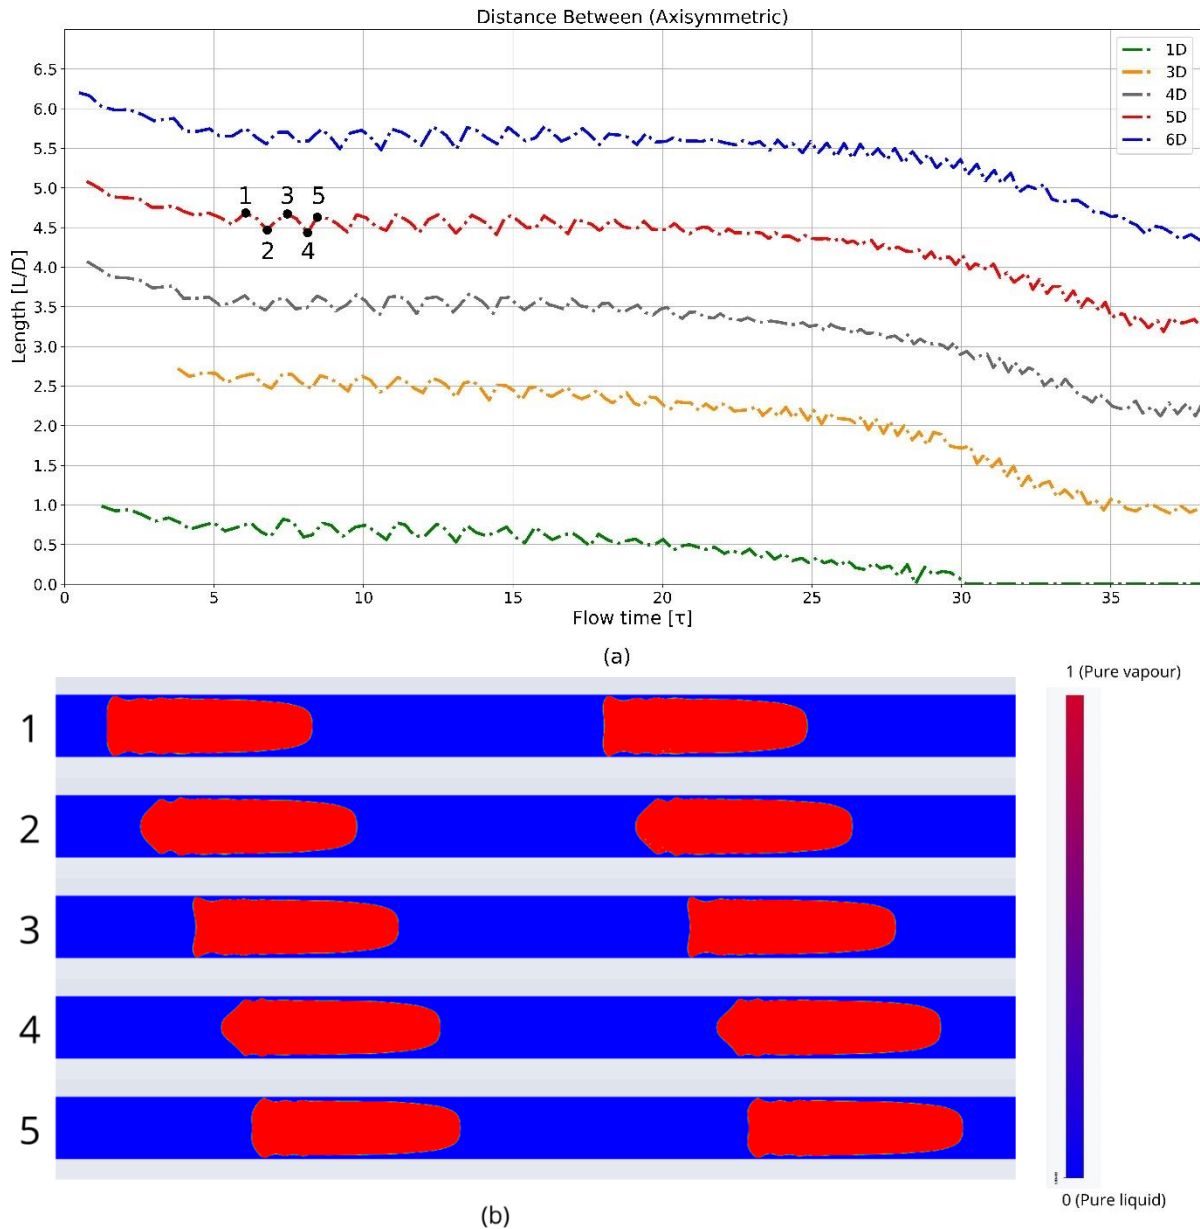 Distance Between (Axisymmetric)
Length [L/D]
6.5
6.0
5.5
5.0
4.5
4.0
3.5
3.0
2.5
2.0
1.5
1.0
0.5
0.0
1D
3D
4D
5D
6D
1 3 5
2 4
0 5 10 15 20 25 30 35
Flow time [τ]
(a)
1 (Pure vapour)
1
2
3
4
5
0 (Pure liquid)
(b)